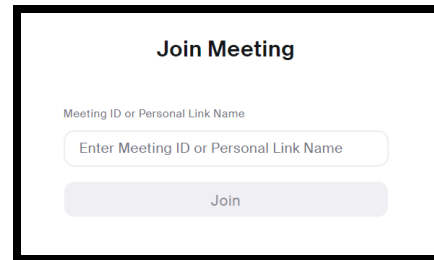 Join Meeting
Meeting ID or Personal Link Name
Enter Meeting ID or Personal Link Name
Join